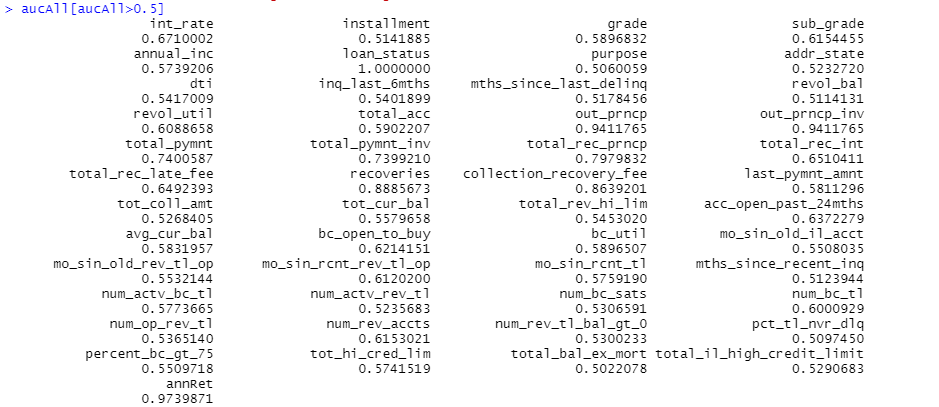 > aucAll[aucAll>0.5]
int_rate installment grade sub_grade
0.6710002 0.5141885 0.5896832 0.6154455
annual_inc loan_status purpose addr_state
0.5739206 1.0000000 0.5060059 0.5232720
dti inq_last_6mths mths_since_last_delinq revol_bal
0.5417009 0.5401899 0.5178456 0.5114131
revol_util total_acc out_prncp out_prncp_inv
0.6088658 0.5902207 0.9411765 0.9411765
total_pymnt total_pymnt_inv total_rec_prncp total_rec_int
0.7400587 0.7399210 0.7979832 0.6510411
total_rec_late_fee recoveries collection_recovery_fee last_pymnt_amnt
0.6492393 0.8885673 0.8639201 0.5811296
tot_coll_amt tot_cur_bal total_rev_hi_lim acc_open_past_24mths
0.5268405 0.5579658 0.5453020 0.6372279
avg_cur_bal bc_open_to_buy bc_util mo_sin_old_il_acct
0.5831957 0.6214151 0.5896507 0.5508035
mo_sin_old_rev_tl_op mo_sin_rcnt_rev_tl_op mo_sin_rcnt_tl mths_since_recent_inq
0.5532144 0.6120200 0.5759190 0.5123944
num_actv_bc_tl num_actv_rev_tl num_bc_sats num_bc_tl
0.5773665 0.5235683 0.5306591 0.6000929
num_op_rev_tl num_rev_accts num_rev_tl_bal_gt_0 pct_tl_nvr_dlq
0.5365140 0.6153021 0.5300233 0.5097450
percent_bc_gt_75 tot_hi_cred_lim total_bal_ex_mort total_il_high_credit_limit
0.5509718 0.5741519 0.5022078 0.5290683
annRet
0.9739871